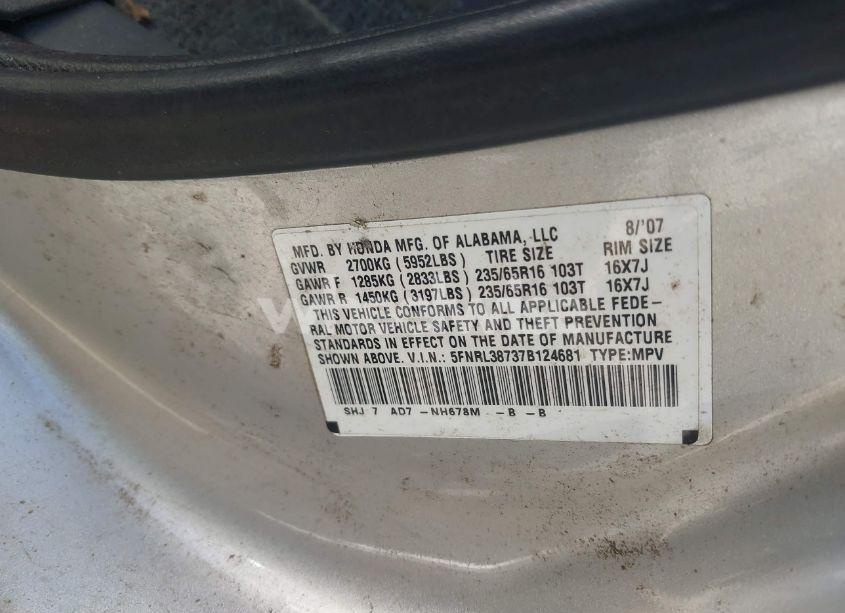 MFD. BY HONDA MFG. OF ALABAMA, LLC 8/'07
GVWR 2700KG (5952LBS) TIRE SIZE RIM SIZE
GAWR F 1285KG (2833LBS) 235/65R16 103T 16X7J
GAWR R 1450KG (3197LBS) 235/65R16 103T 16X7J
THIS VEHICLE CONFORMS TO ALL APPLICABLE FEDE-
RAL MOTOR VEHICLE SAFETY AND THEFT PREVENTION
STANDARDS IN EFFECT ON THE DATE OF MANUFACTURE
SHOWN ABOVE. V.I.N.: 5FNRL38737B124681 TYPE:MPV
SHJ 7 AD7 -NH678M -B -B